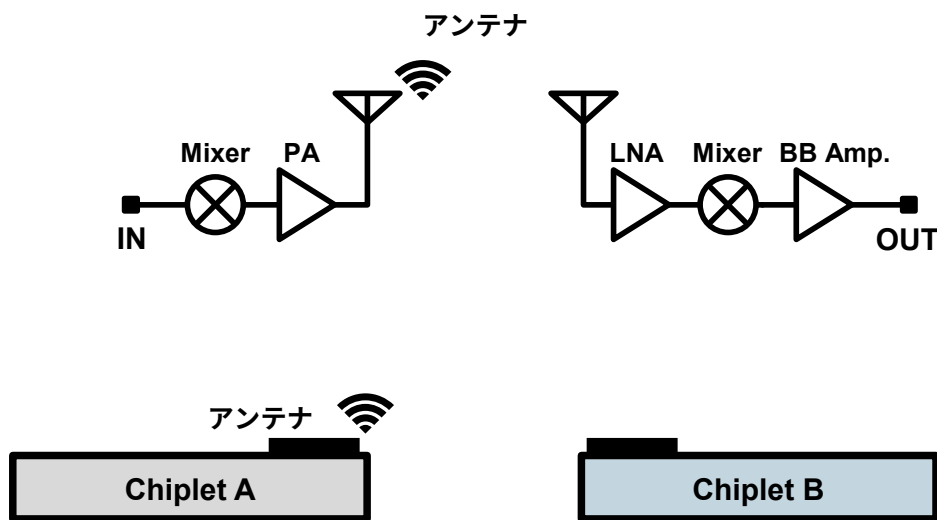 アンテナ
Mixer PA
LNA Mixer BB Amp.
IN
OUT
アンテナ
Chiplet A
Chiplet B